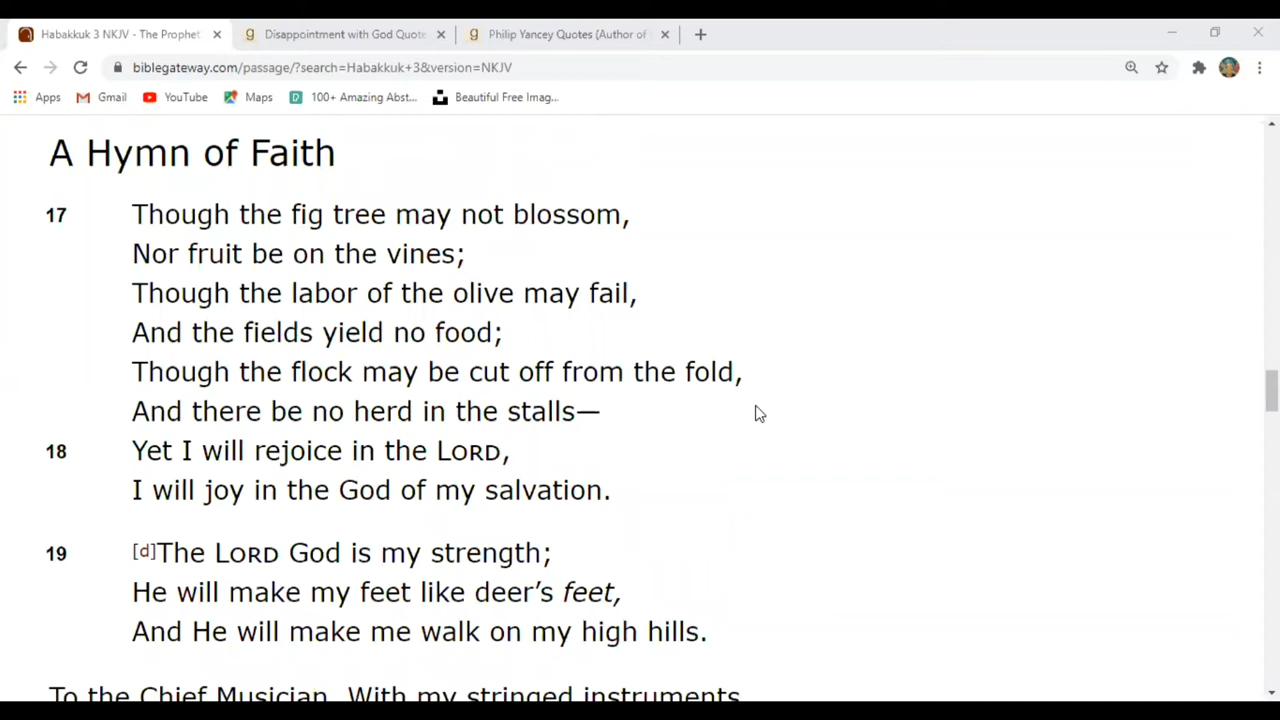 Habakkuk 3 NKJV - The Prophet
Disappointment with God Quote
Philip Yancey Quotes (Author of
biblegateway.com/passage/?search=Habakkuk+3&version=NKJV
Apps Gmail YouTube Maps 100+ Amazing Abst... Beautiful Free Imag...
A Hymn of Faith
17 Though the fig tree may not blossom,
Nor fruit be on the vines;
Though the labor of the olive may fail,
And the fields yield no food;
Though the flock may be cut off from the fold,
And there be no herd in the stalls—
18 Yet I will rejoice in the LORD,
I will joy in the God of my salvation.
19 [d]The LORD God is my strength;
He will make my feet like deer’s feet,
And He will make me walk on my high hills.
To the Chief Musician. With my stringed instruments.